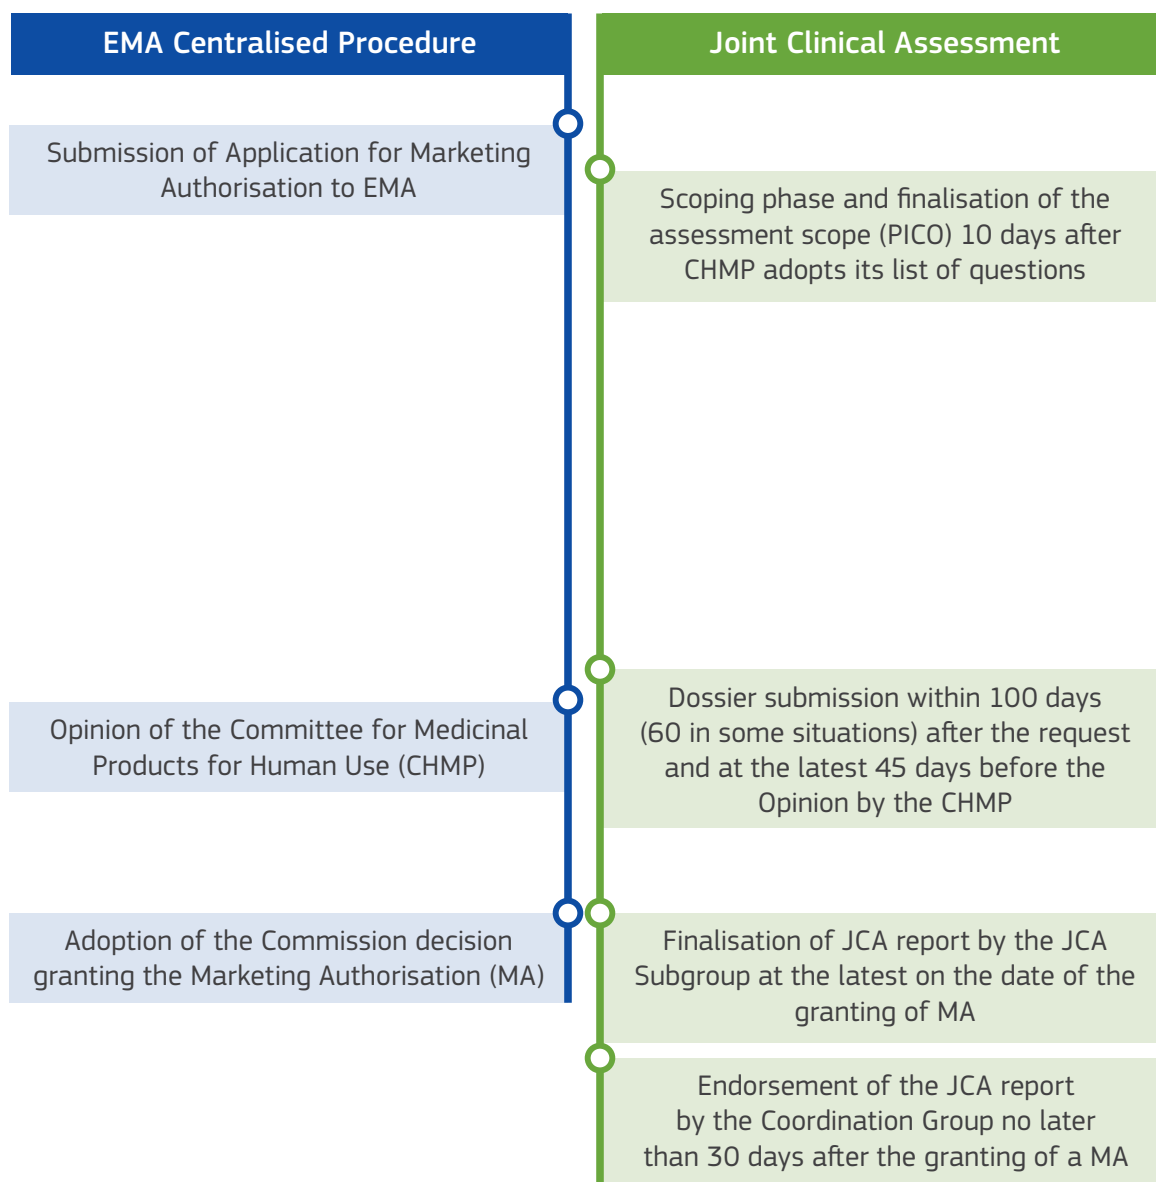 EMA Centralised Procedure
Joint Clinical Assessment
Submission of Application for Marketing
Authorisation to EMA
Scoping phase and finalisation of the
assessment scope (PICO) 10 days after
CHMP adopts its list of questions
Opinion of the Committee for Medicinal
Products for Human Use (CHMP)
Dossier submission within 100 days
(60 in some situations) after the request
and at the latest 45 days before the
Opinion by the CHMP
Adoption of the Commission decision
granting the Marketing Authorisation (MA)
Finalisation of JCA report by the JCA
Subgroup at the latest on the date of the
granting of MA
Endorsement of the JCA report
by the Coordination Group no later
than 30 days after the granting of a MA